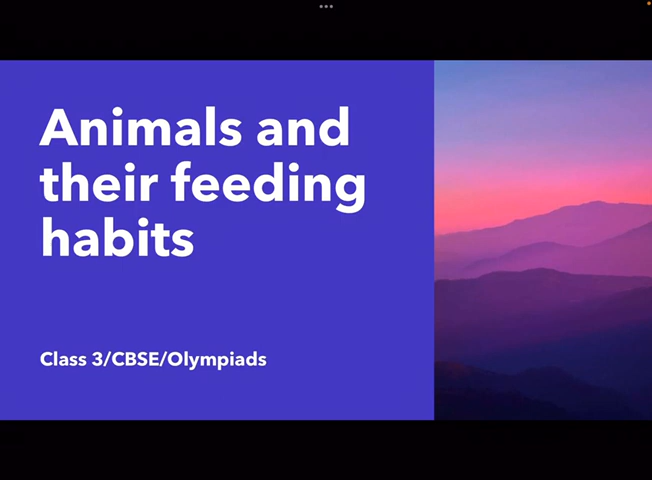 Animals and
their feeding
habits
Class 3/CBSE/Olympiads